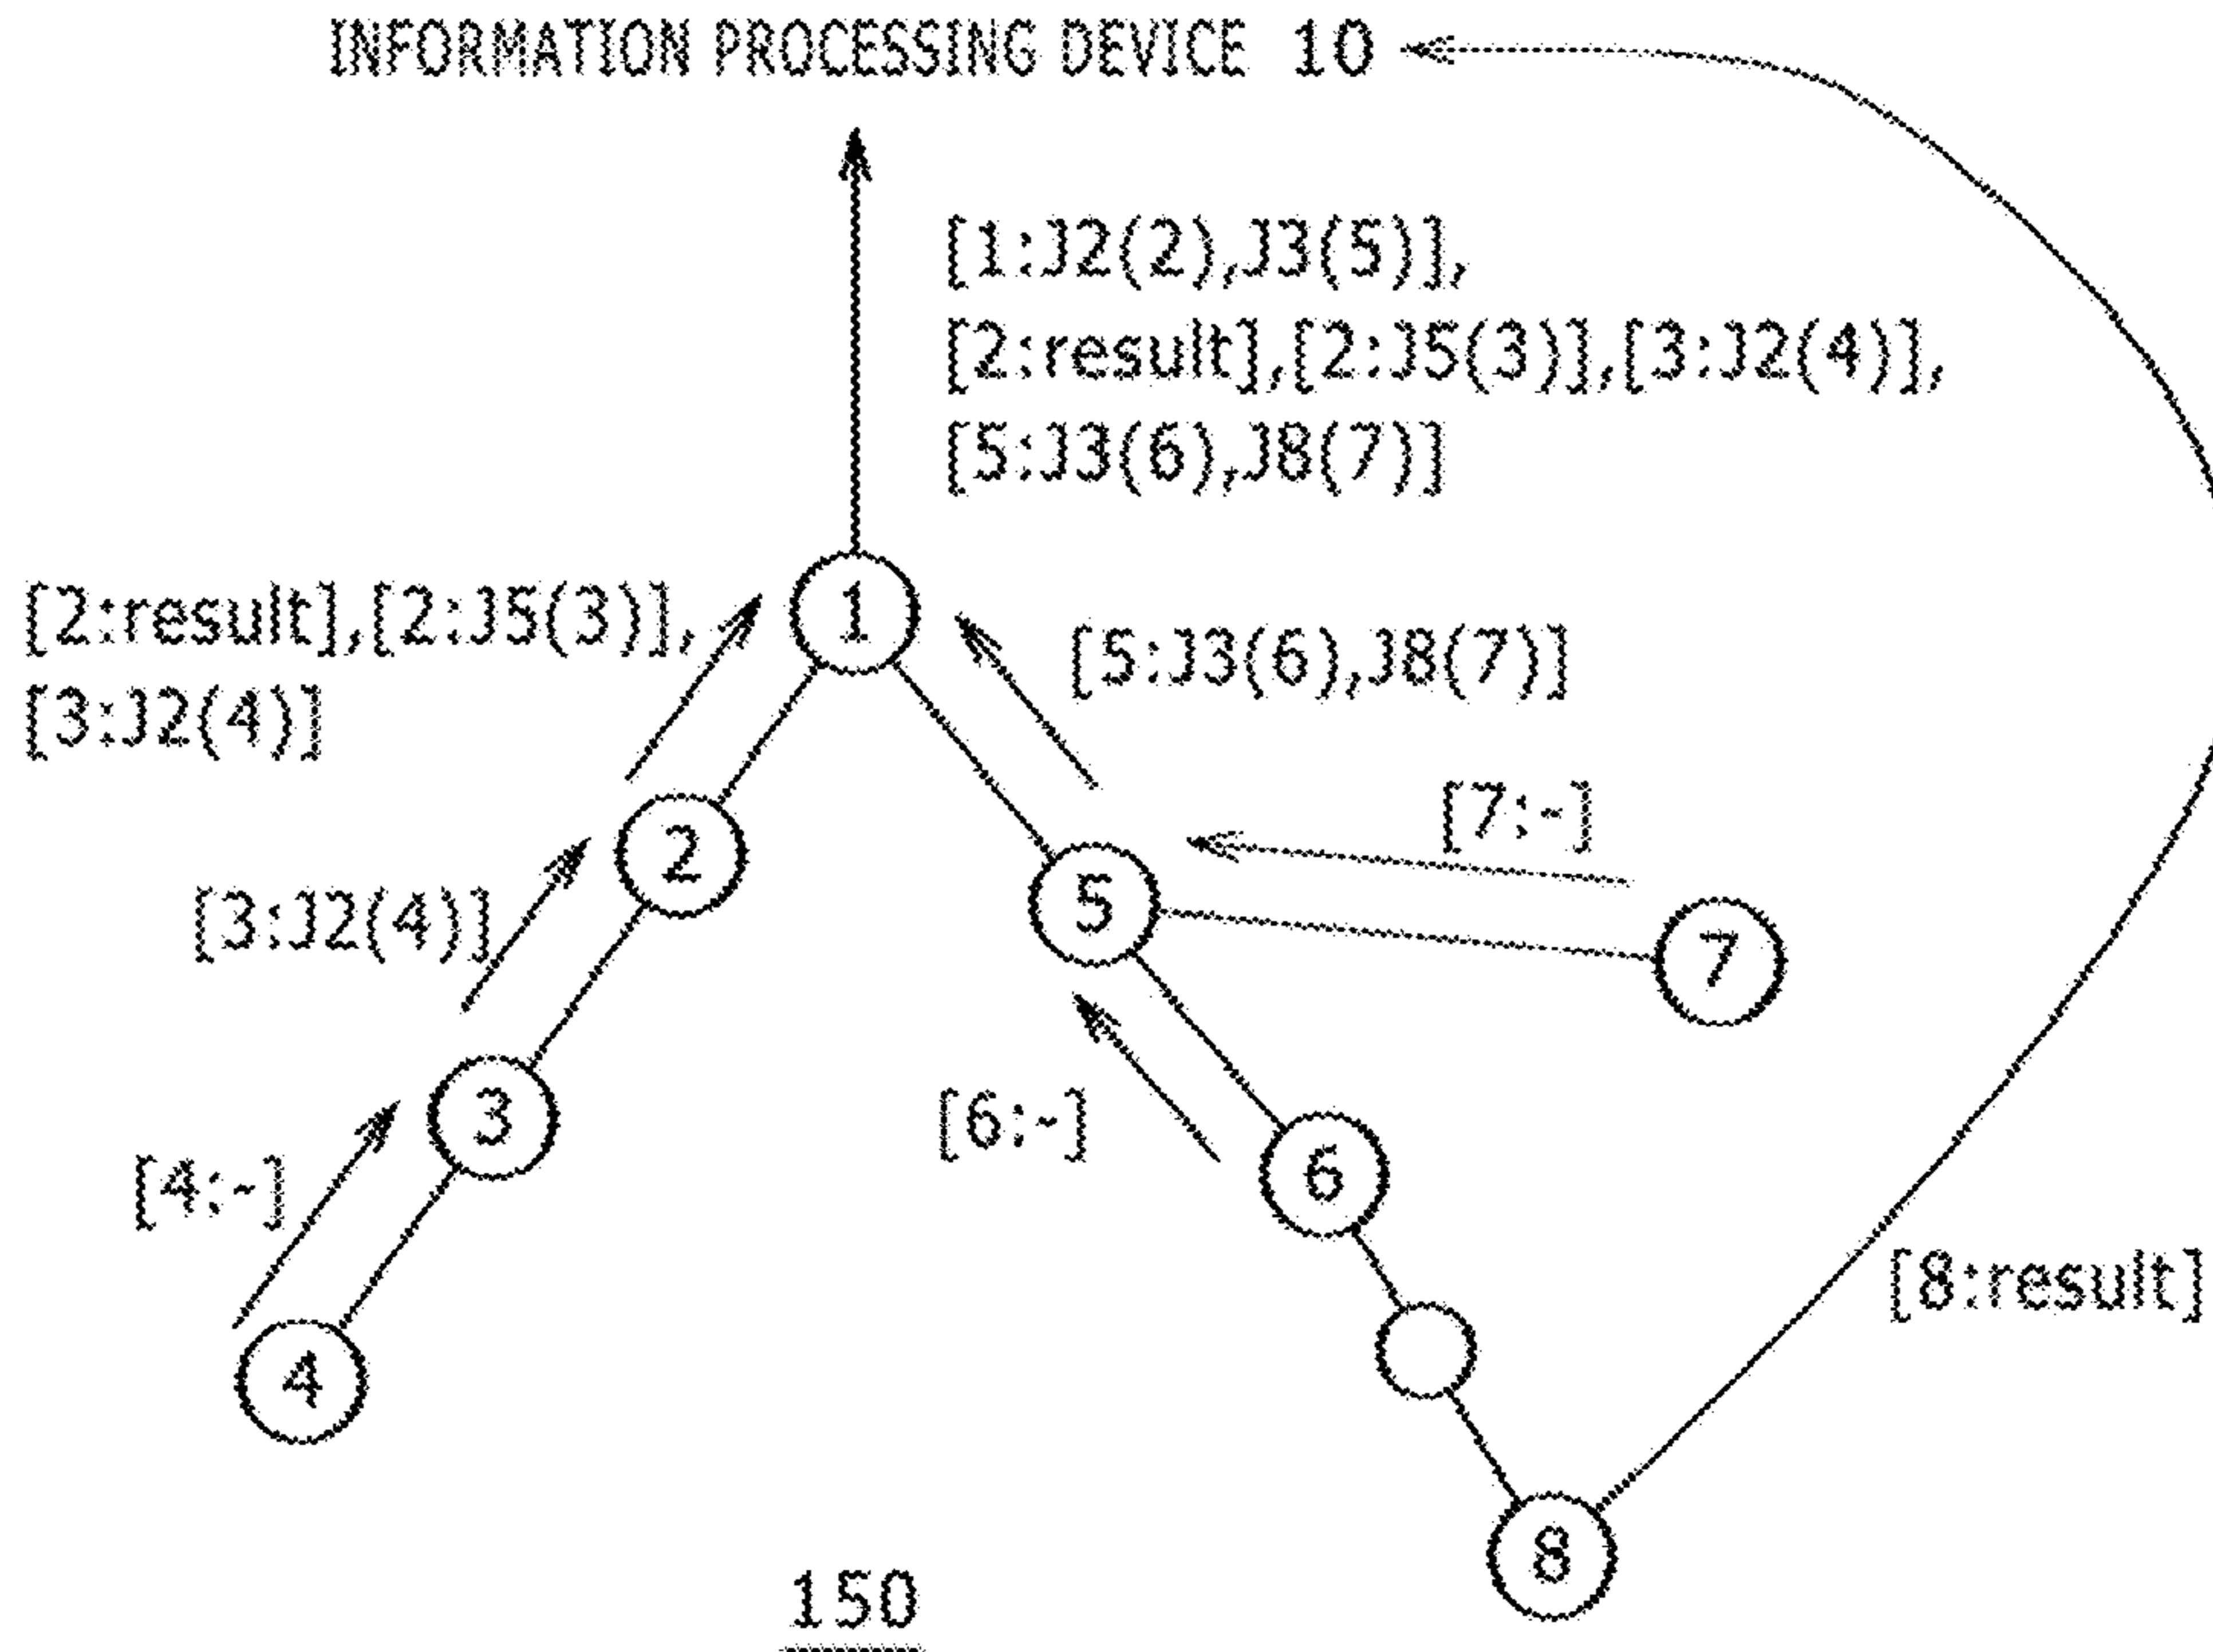 INFORMATION PROCESSING DEVICE 10
[1:J2(2),J3(5)],
[2:result],[2:J5(3)],[3:J2(4)],
[5:J3(6),J8(7)]
1
[2:result],[2:J5(3)],
[3:J2(4)]
[5:J3(6),J8(7)]
[7:-]
2
[3:J2(4)]
5
7
3
[6:-]
[4:-]
6
[8:result]
4
8
150